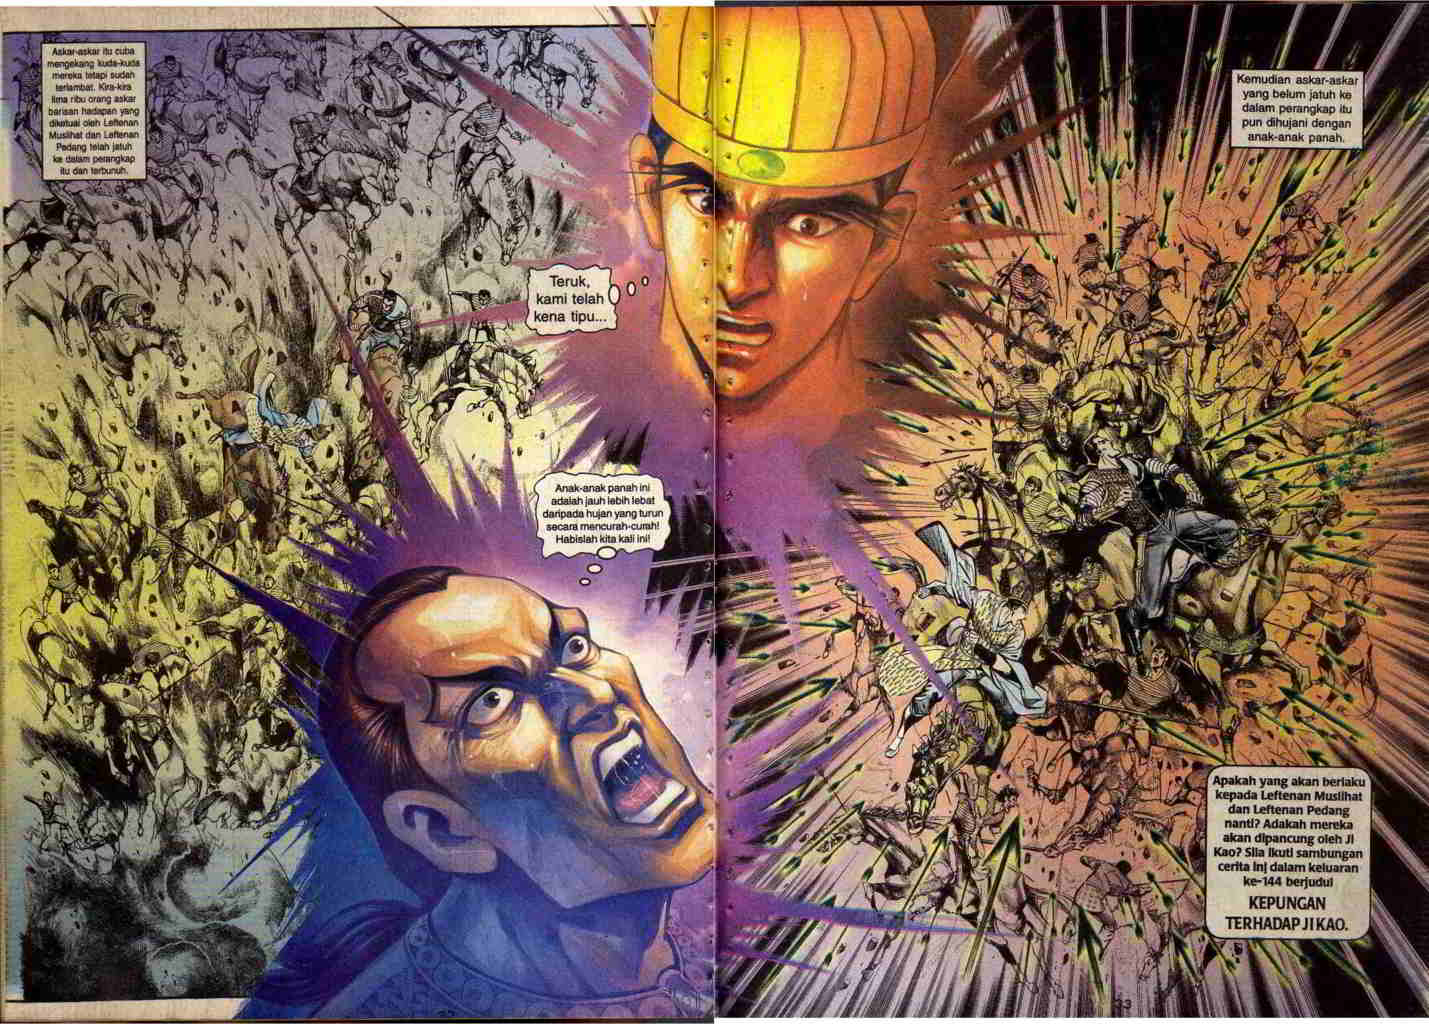 Askar-askar itu cuba
mengekang kuda-kuda
mereka tetapi sudah
terlambat. Kira-kira
lima ribu orang askar
barisan hadapan yang
diketuai oleh Leftenan
Muslihat dan Leftenan
Pedang telah jatuh
ke dalam perangkap
itu dan terbunuh.
Teruk,
kami telah
kena tipu...
Anak-anak panah ini
adalah jauh lebih lebat
daripada hujan yang turun
secara mencurah-curah!
Habislah kita kali ini!
Kemudian askar-askar
yang belum jatuh ke
dalam perangkap itu
pun dihujani dengan
anak-anak panah.
Apakah yang akan berlaku
kepada Leftenan Muslihat
dan Leftenan Pedang
nanti? Adakah mereka
akan dipancung oleh Ji
Kao? Sila ikuti sambungan
cerita ini dalam keluaran
ke-144 berjudul
KEPUNGAN
TERHADAP JI KAO.
32
33